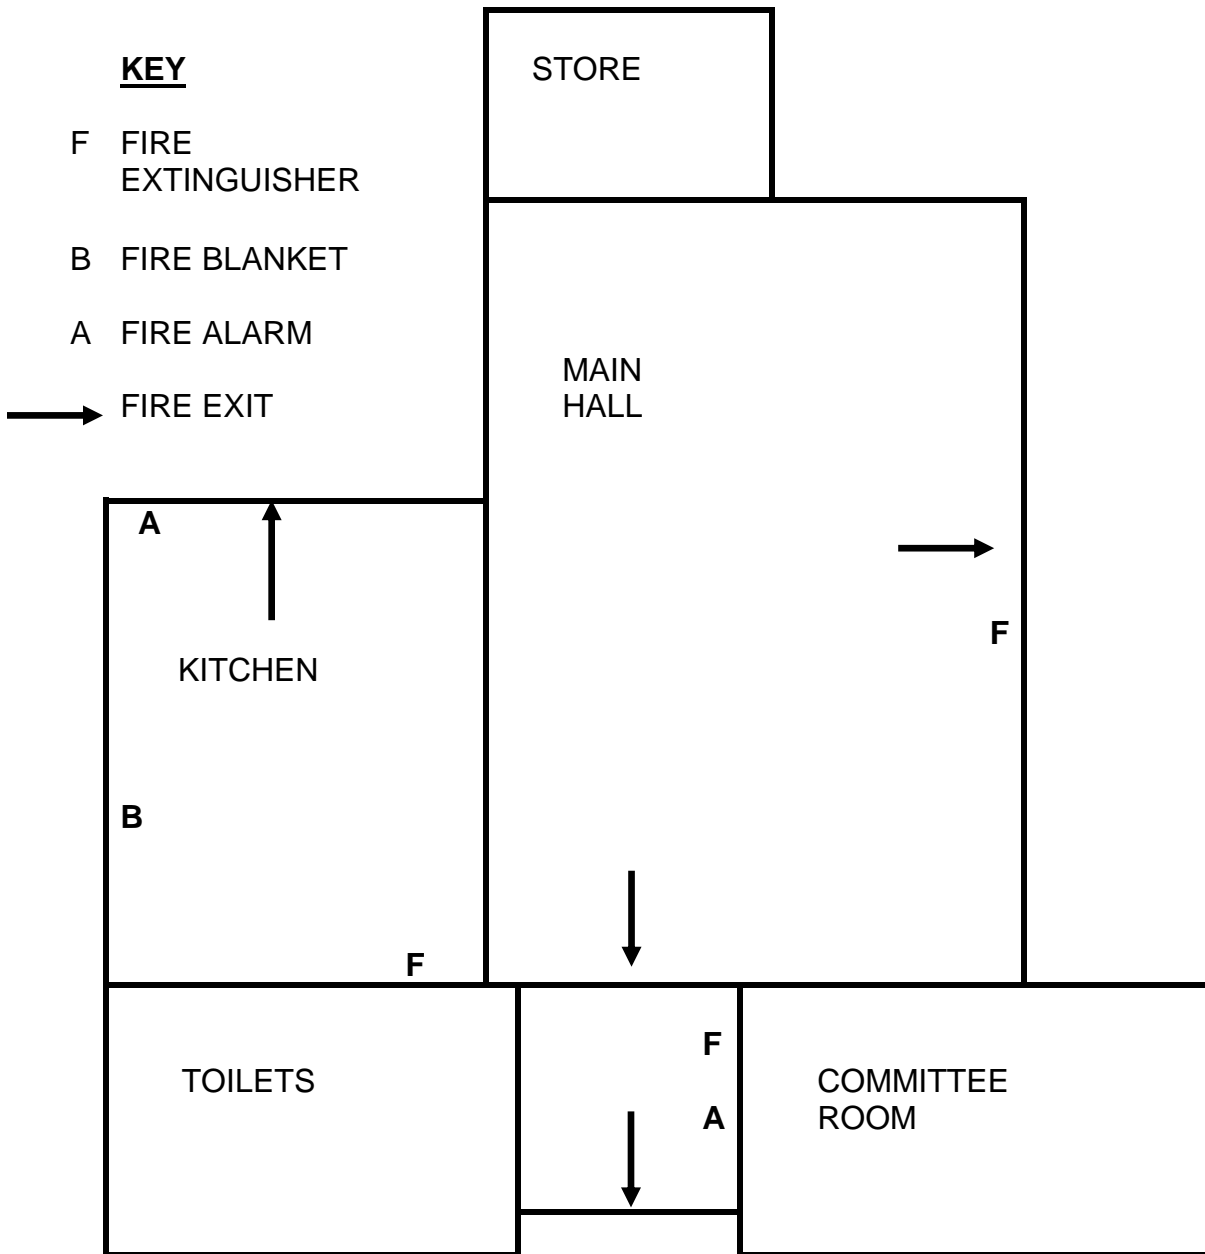 KEY
F FIRE
EXTINGUISHER
B FIRE BLANKET
A FIRE ALARM
FIRE EXIT
STORE
MAIN
HALL
A
F
KITCHEN
B
F
TOILETS
F
A
COMMITTEE
ROOM